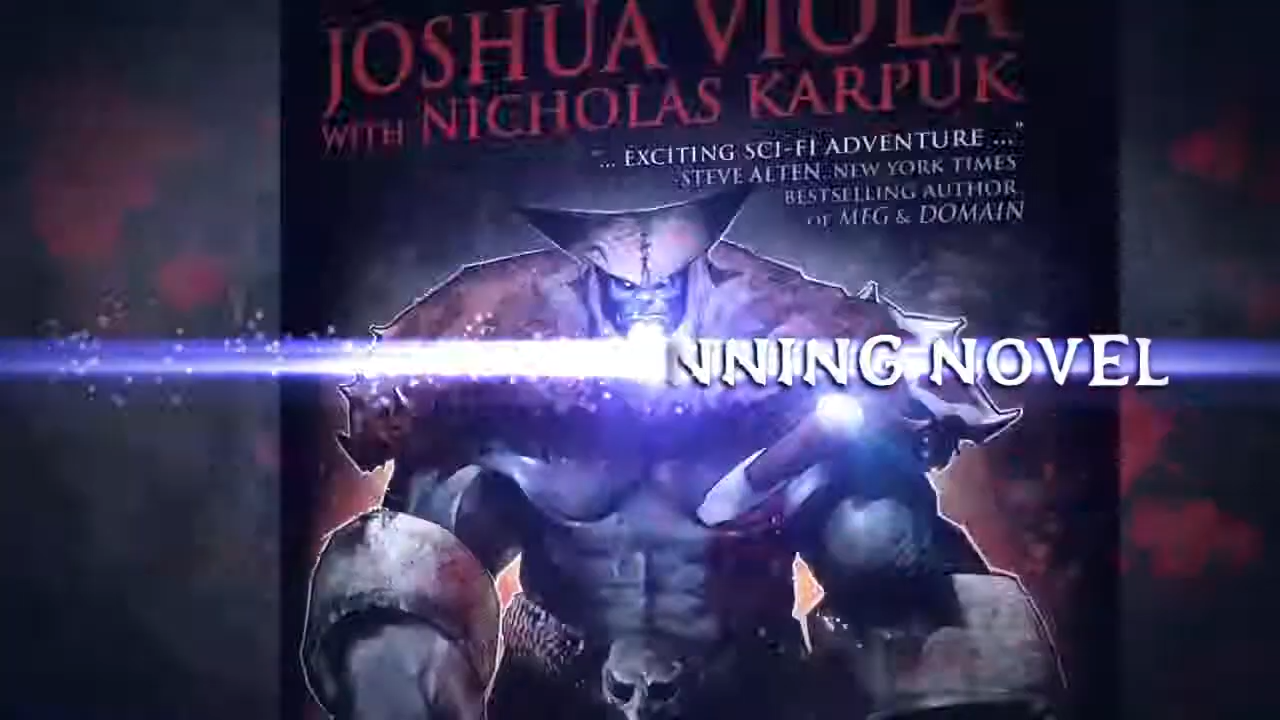 JOSHUA VIOLA
WITH NICHOLAS KARPUK
"... EXCITING SCI-FI ADVENTURE ..."
STEVE ALTEN, NEW YORK TIMES
BESTSELLING AUTHOR
OF MEG & DOMAIN
NNING NOVEL